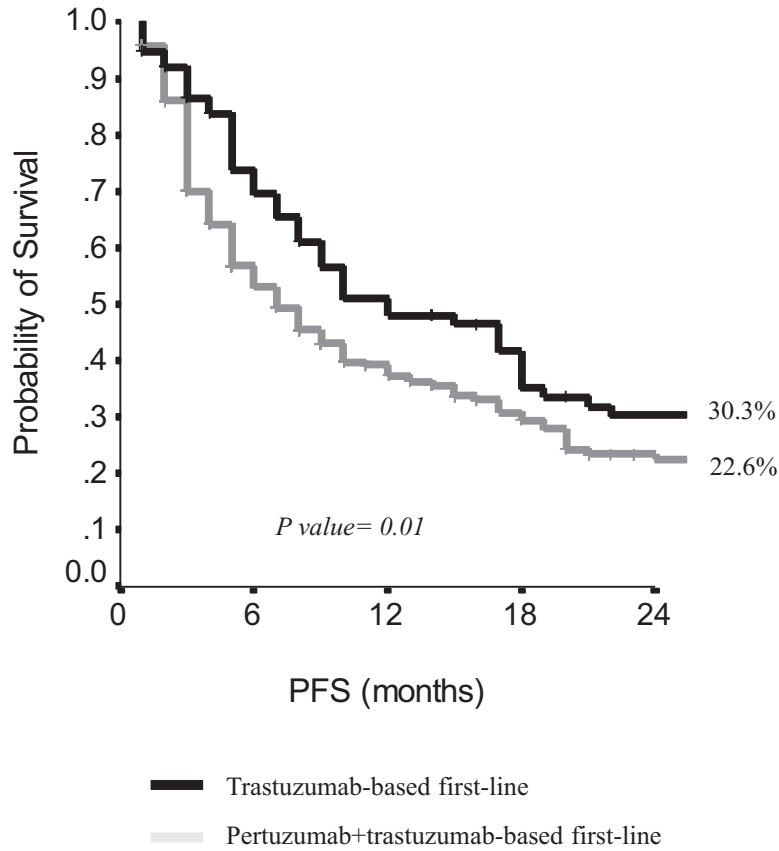 1.0
.9
.8
.7
.6
.5
.4
.3
.2
.1
0.0
Probability of Survival
30.3%
22.6%
P value= 0.01
0 6 12 18 24
PFS (months)
Trastuzumab-based first-line
Pertuzumab+trastuzumab-based first-line